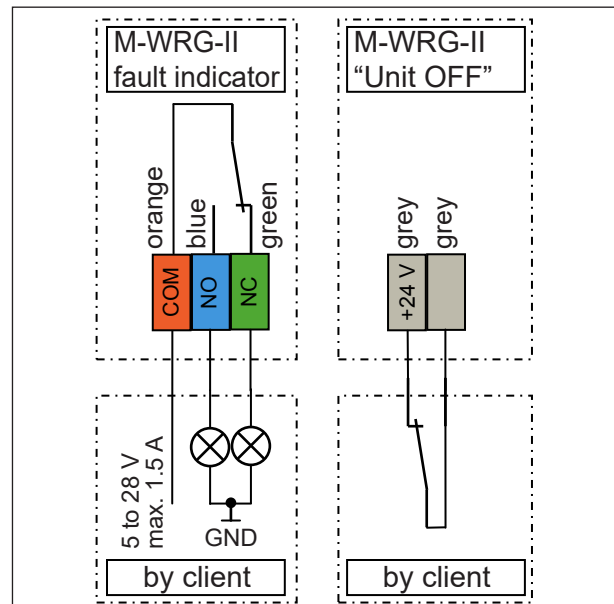 M-WRG-II
fault indicator
orange
blue
green
COM
NO
NC
5 to 28 V
max. 1.5 A
GND
by client
M-WRG-II
“Unit OFF”
grey
grey
+24 V
by client